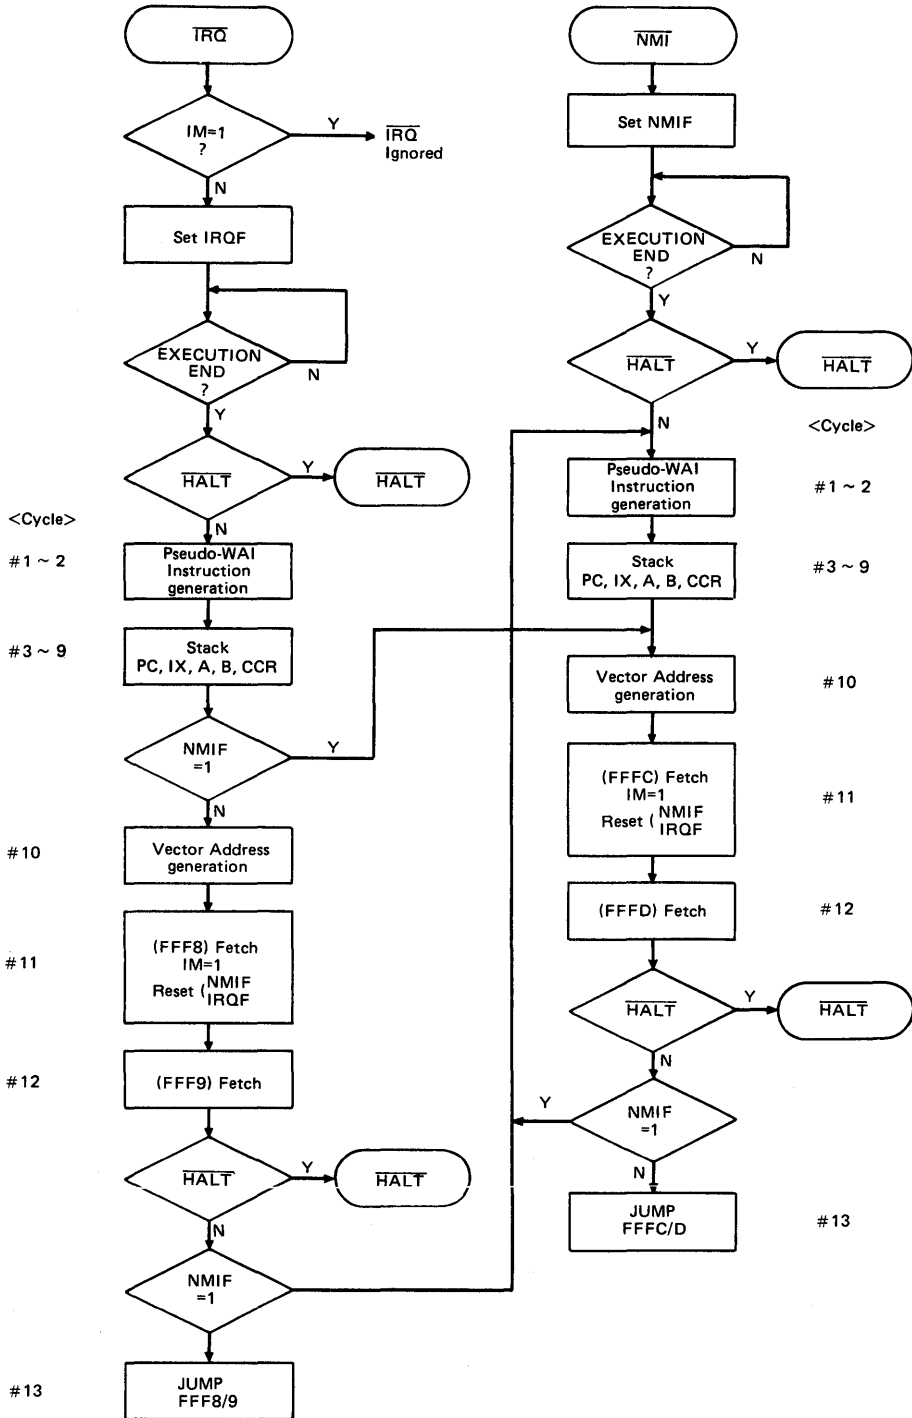 IRQ
IM=1
?
Y
IRQ
Ignored
N
Set IRQF
EXECUTION
END
?
N
Y
HALT
Y
HALT
<Cycle>
N
#1 ~ 2
Pseudo-WAI
Instruction
generation
#3 ~ 9
Stack
PC, IX, A, B, CCR
NMIF
=1
Y
N
#10
Vector Address
generation
#11
(FFF8) Fetch
IM=1
Reset (NMIF
IRQF
#12
(FFF9) Fetch
HALT
Y
HALT
N
NMIF
=1
#13
JUMP
FFF8/9
NMI
Set NMIF
EXECUTION
END
?
N
Y
HALT
Y
HALT
N
<Cycle>
Pseudo-WAI
Instruction
generation
#1 ~ 2
Stack
PC, IX, A, B, CCR
#3 ~ 9
Vector Address
generation
#10
(FFFC) Fetch
IM=1
Reset (NMIF
IRQF
#11
(FFFD) Fetch
#12
HALT
Y
HALT
N
Y
NMIF
=1
N
JUMP
FFFC/D
#13